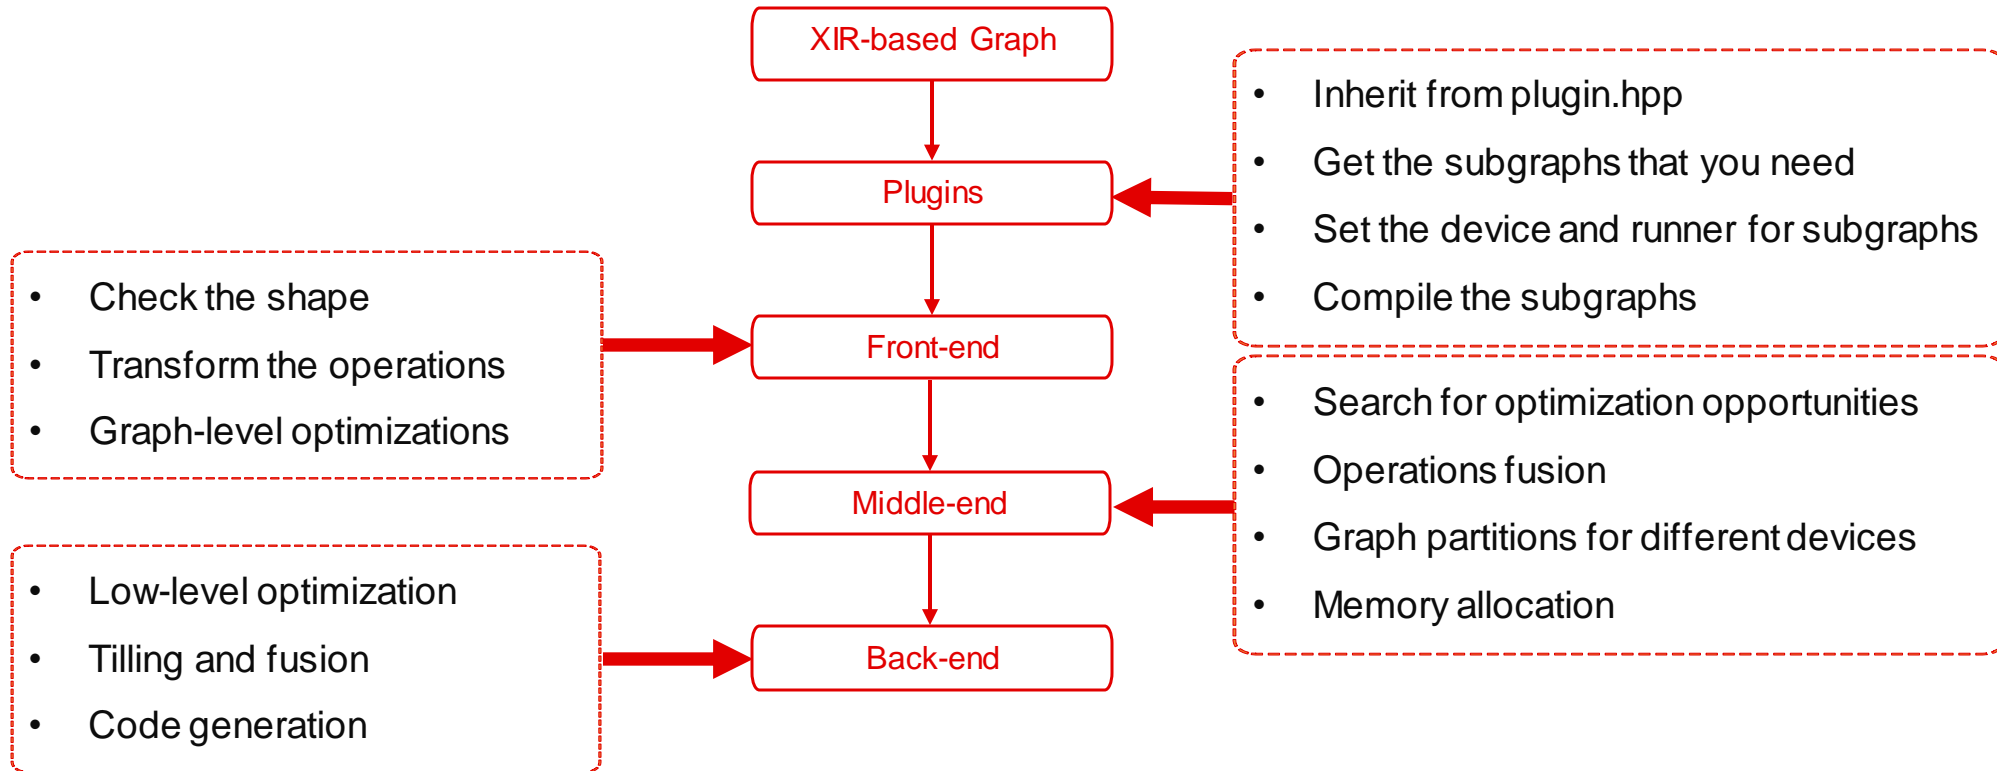 XIR-based Graph
• Inherit from plugin.hpp
• Get the subgraphs that you need
Plugins
• Set the device and runner for subgraphs
• Compile the subgraphs
• Check the shape
• Transform the operations
• Graph-level optimizations
Front-end
• Search for optimization opportunities
• Operations fusion
• Graph partitions for different devices
• Memory allocation
Middle-end
• Low-level optimization
• Tilling and fusion
• Code generation
Back-end